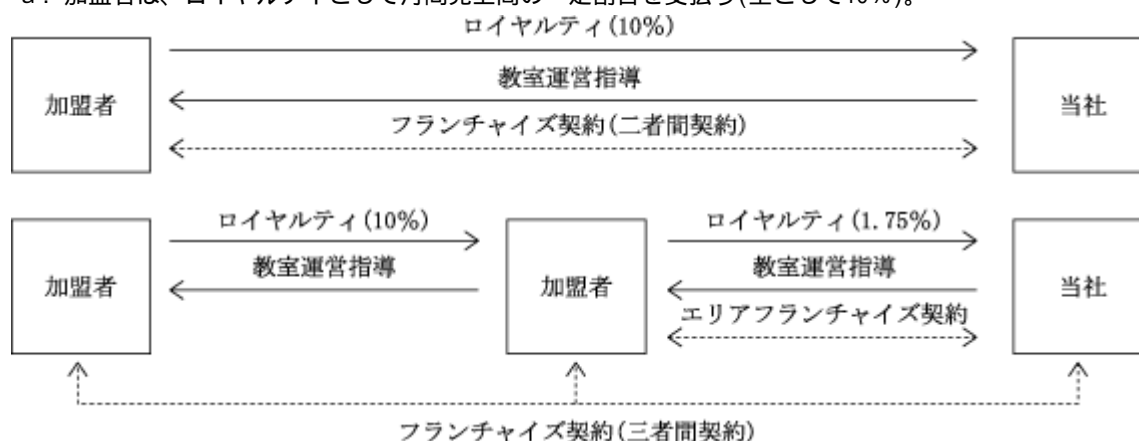 a．加盟者は、ロイヤルティとして月間売上高の一定割合を支払う(主として10%)。
ロイヤルティ(10%)
教室運営指導
フランチャイズ契約(二者間契約)
加盟者
当社
ロイヤルティ(10%)
教室運営指導
ロイヤルティ(1.75%)
教室運営指導
エリアフランチャイズ契約
加盟者
加盟者
当社
フランチャイズ契約(三者間契約)